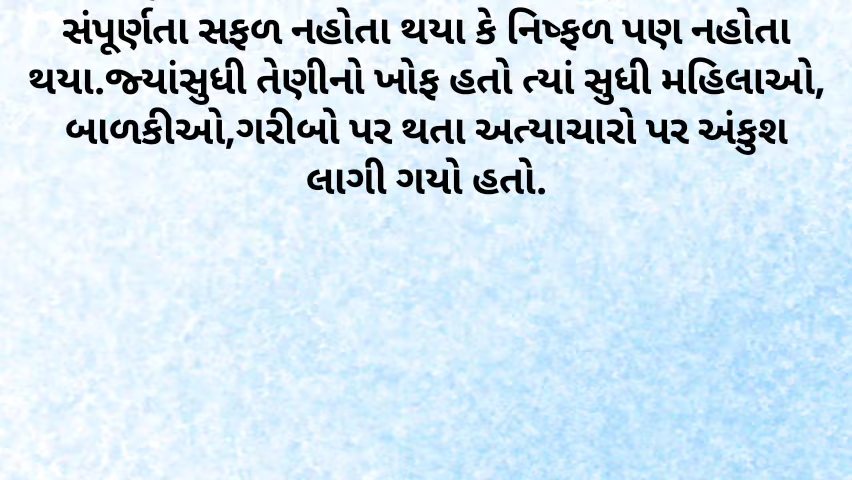 સંપૂર્ણતા સફળ નહોતા થયા કે નિષ્ફળ પણ નહોતા
થયા.જ્યાંસુધી તેણીનો ખોફ હતો ત્યાં સુધી મહિલાઓ,
બાળકીઓ,ગરીબો પર થતા અત્યાચારો પર અંકુશ
લાગી ગયો હતો.